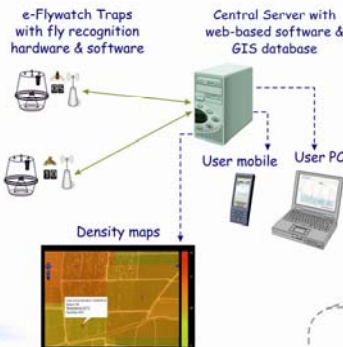 e-Flywatch Traps
with fly recognition
hardware & software
Central Server with
web-based software &
GIS database
User mobile
User PC
Density maps